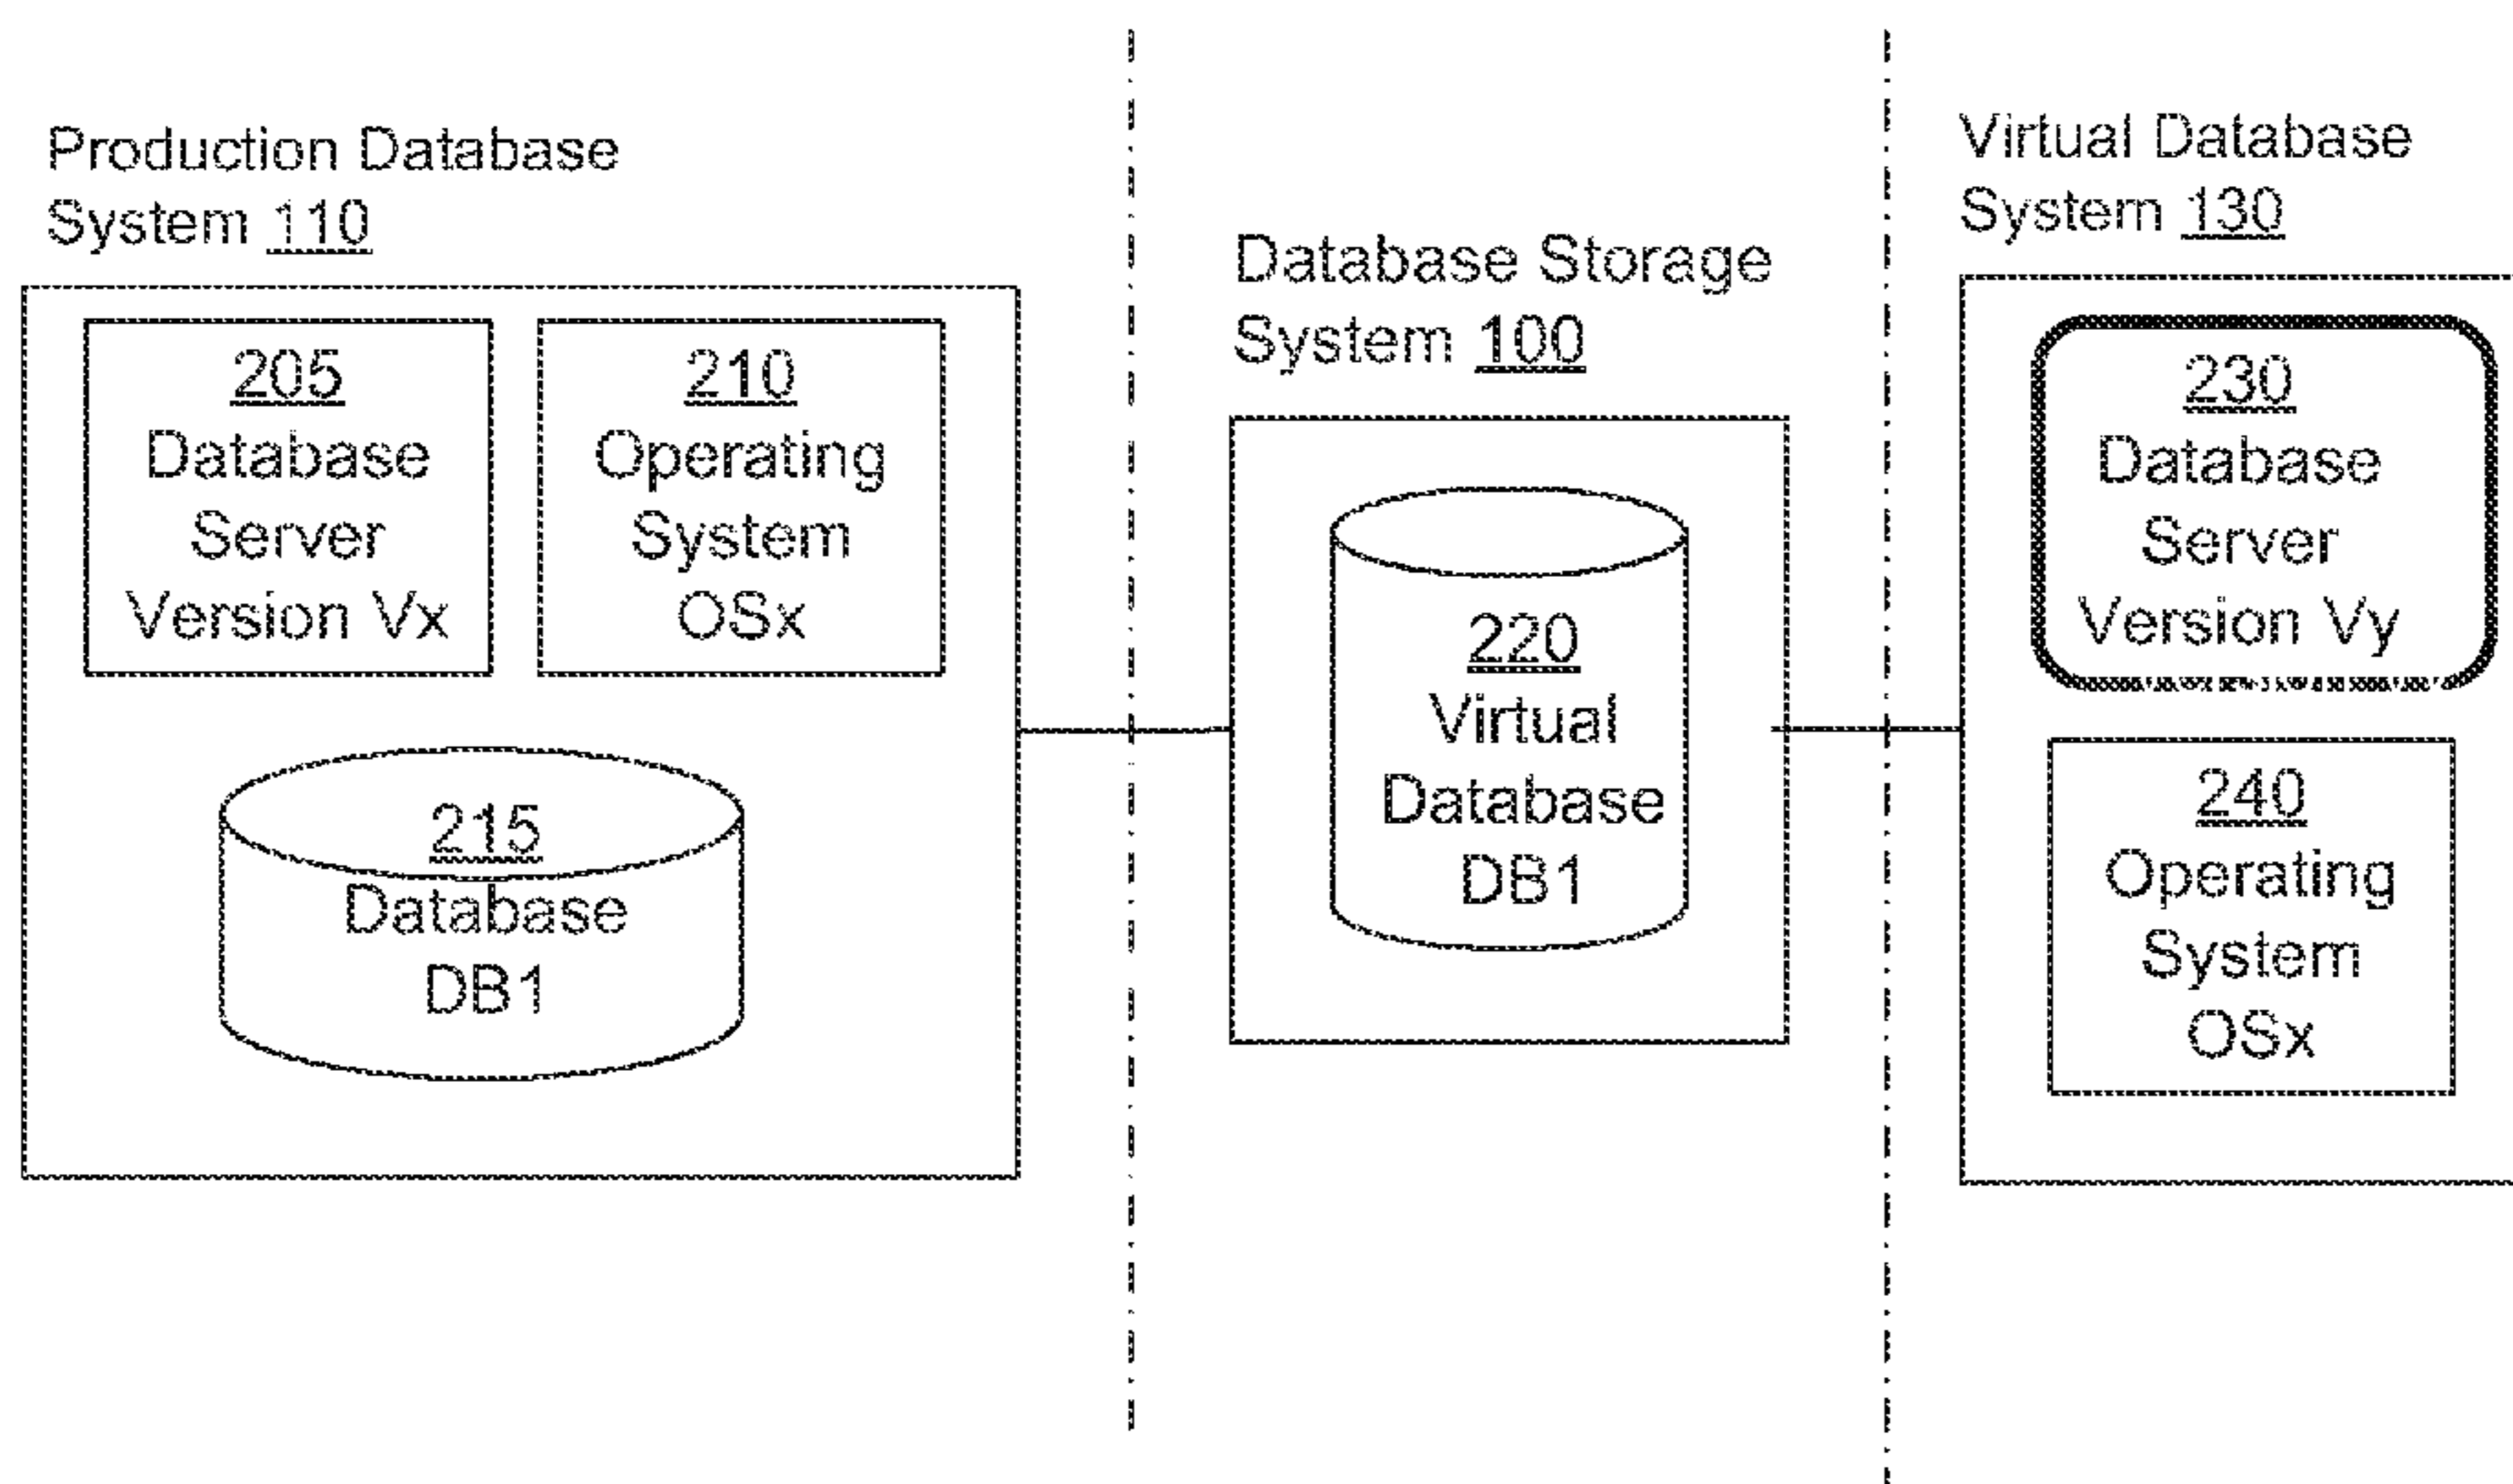 Production Database
System 110
205
Database
Server
Version Vx
210
Operating
System
OSx
215
Database
DB1
Database Storage
System 100
220
Virtual
Database
DB1
Virtual Database
System 130
230
Database
Server
Version Vy
240
Operating
System
OSx